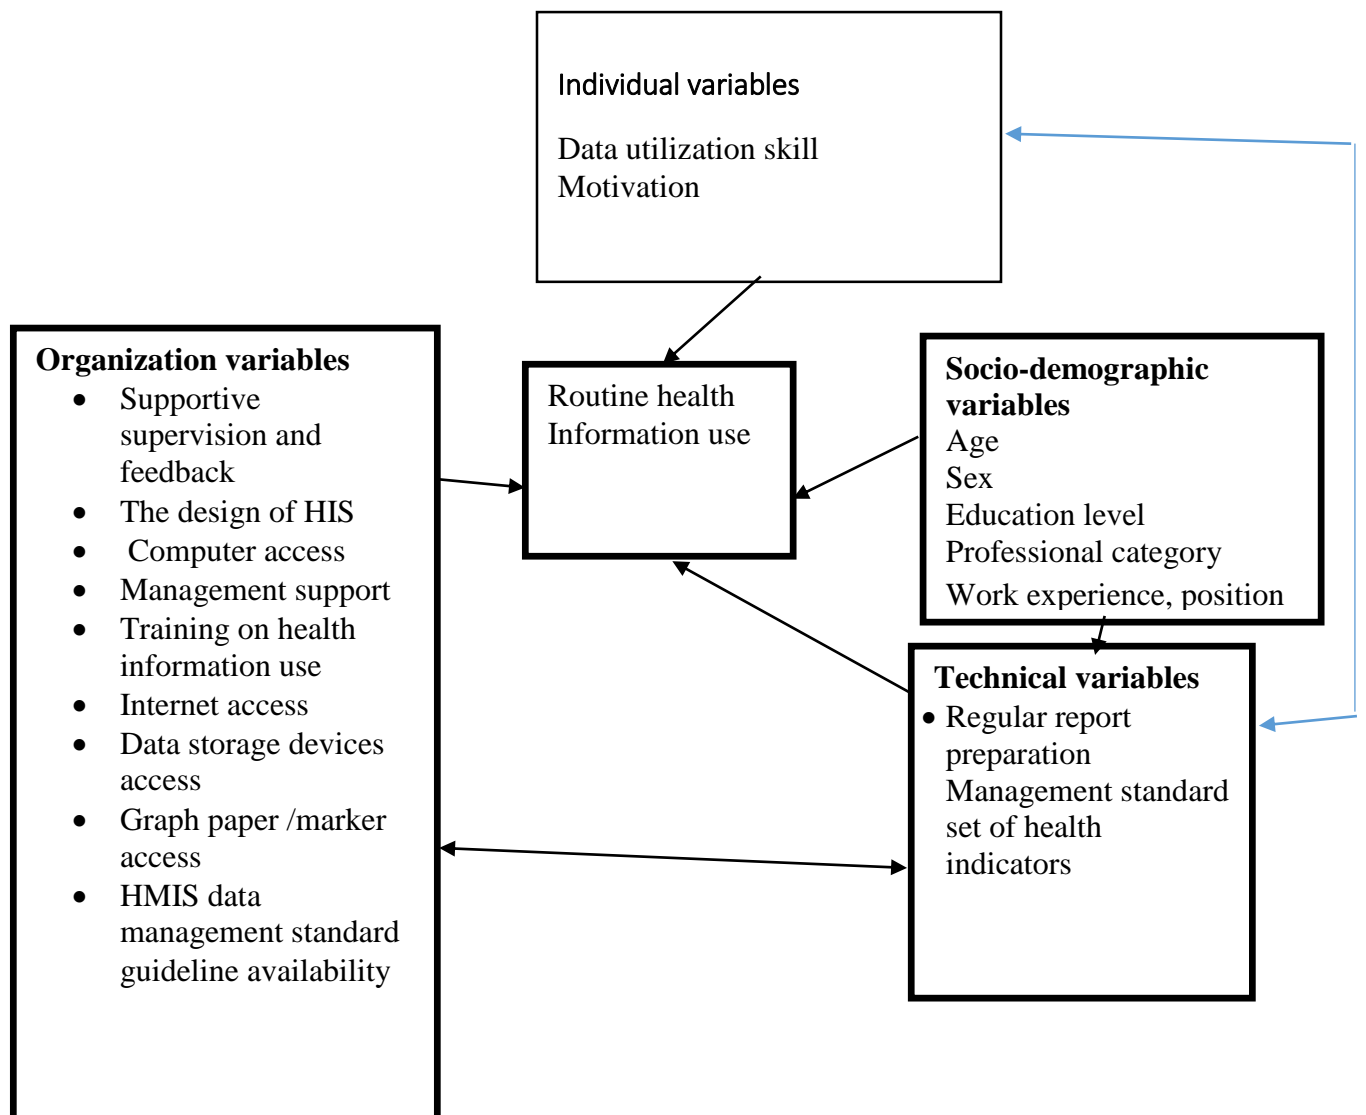 Individual variables
Data utilization skill
Motivation
Organization variables
• Supportive
supervision and
feedback
• The design of HIS
• Computer access
• Management support
• Training on health
information use
• Internet access
• Data storage devices
access
• Graph paper /marker
access
• HMIS data
management standard
guideline availability
Routine health
Information use
Socio-demographic
variables
Age
Sex
Education level
Professional category
Work experience, position
Technical variables
• Regular report
preparation
Management standard
set of health
indicators